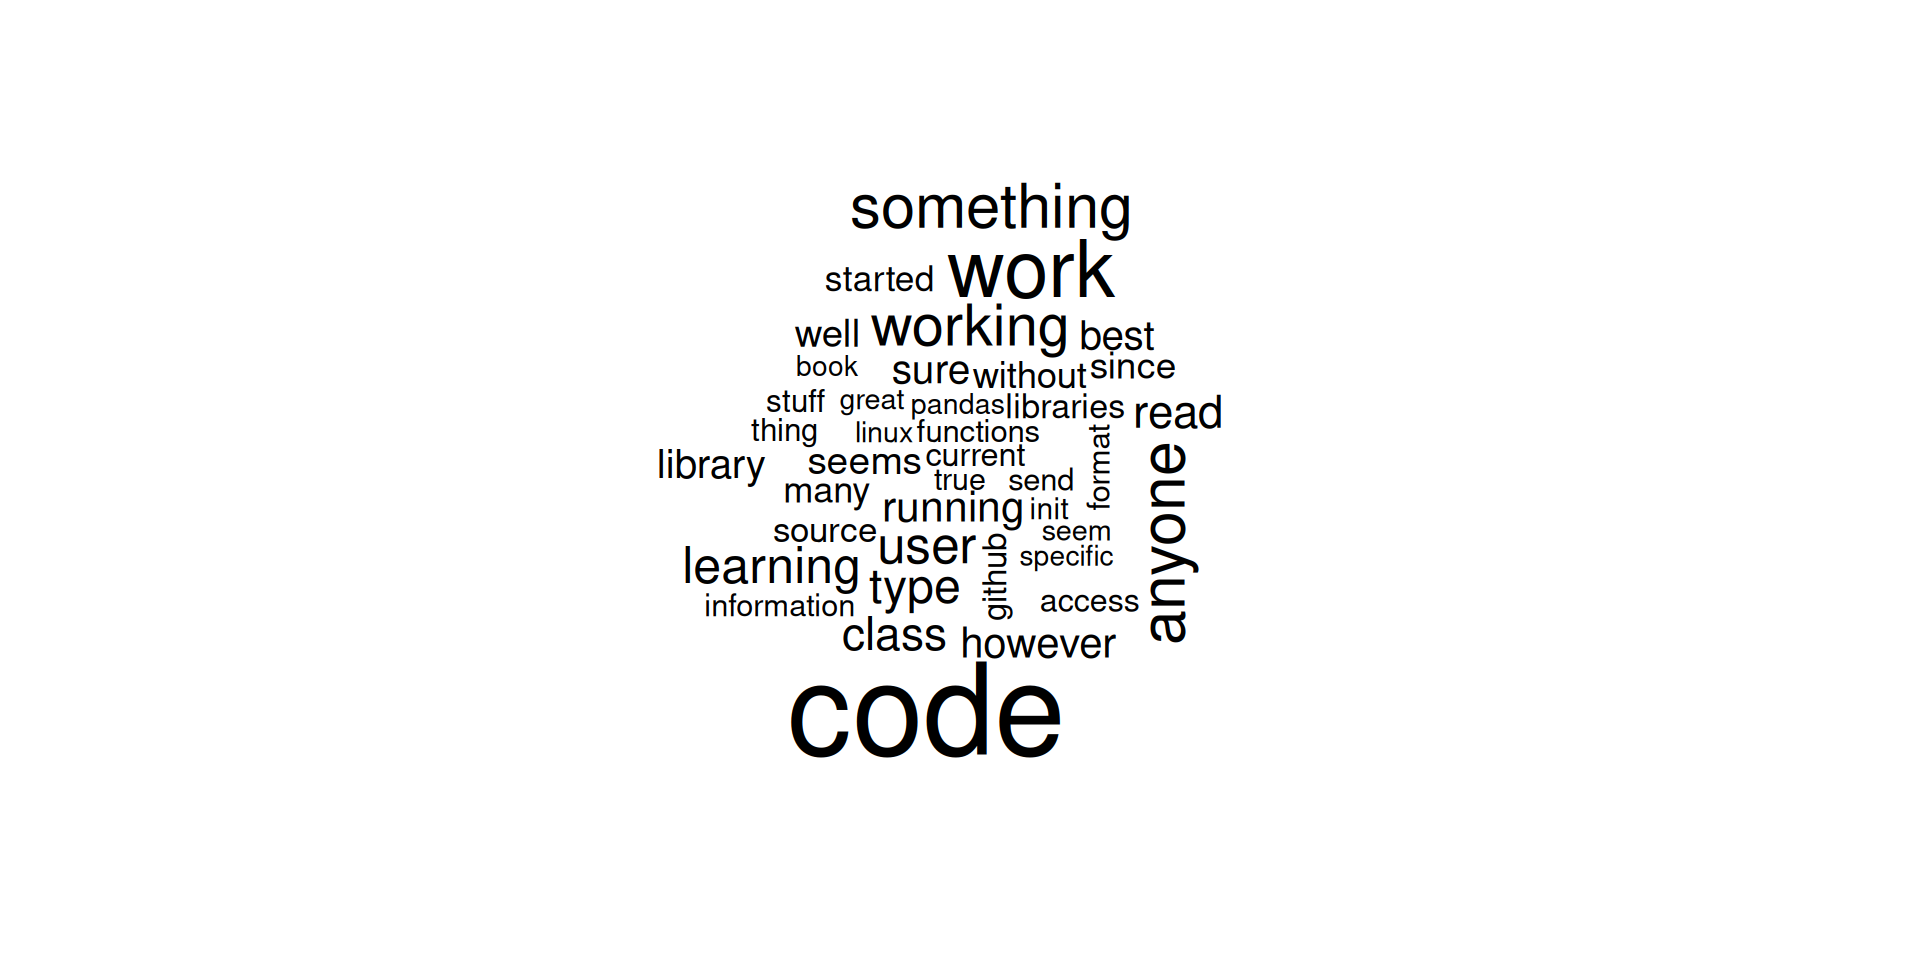 something
started work
well working best
book sure without since
stuff great pandas libraries read
thing linux functions format
library seems current anyone
many true send
running init
source user seem
learning github specific
type
information access
class however
code